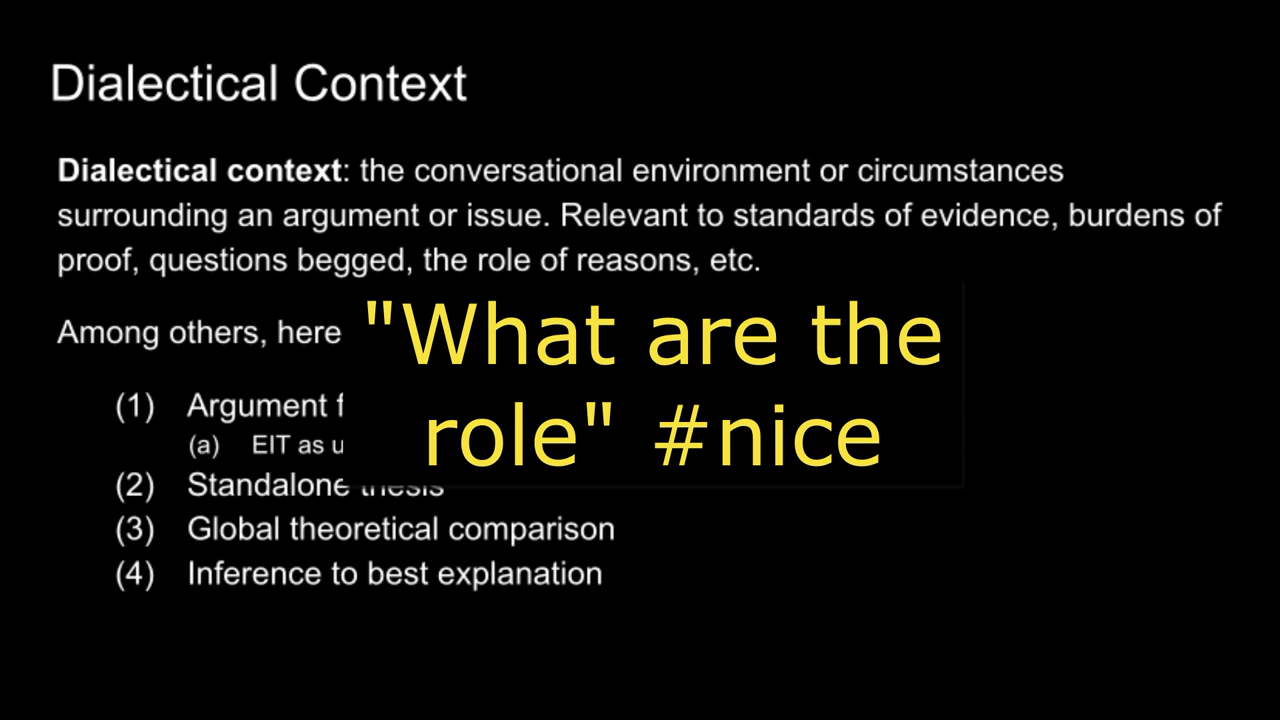 Dialectical Context
Dialectical context: the conversational environment or circumstances
surrounding an argument or issue. Relevant to standards of evidence, burdens of
proof, questions begged, the role of reasons, etc.
Among others, here
"What are the
role" #nice
(1) Argument f
(a) EIT as u
(2) Standalone thesis
(3) Global theoretical comparison
(4) Inference to best explanation